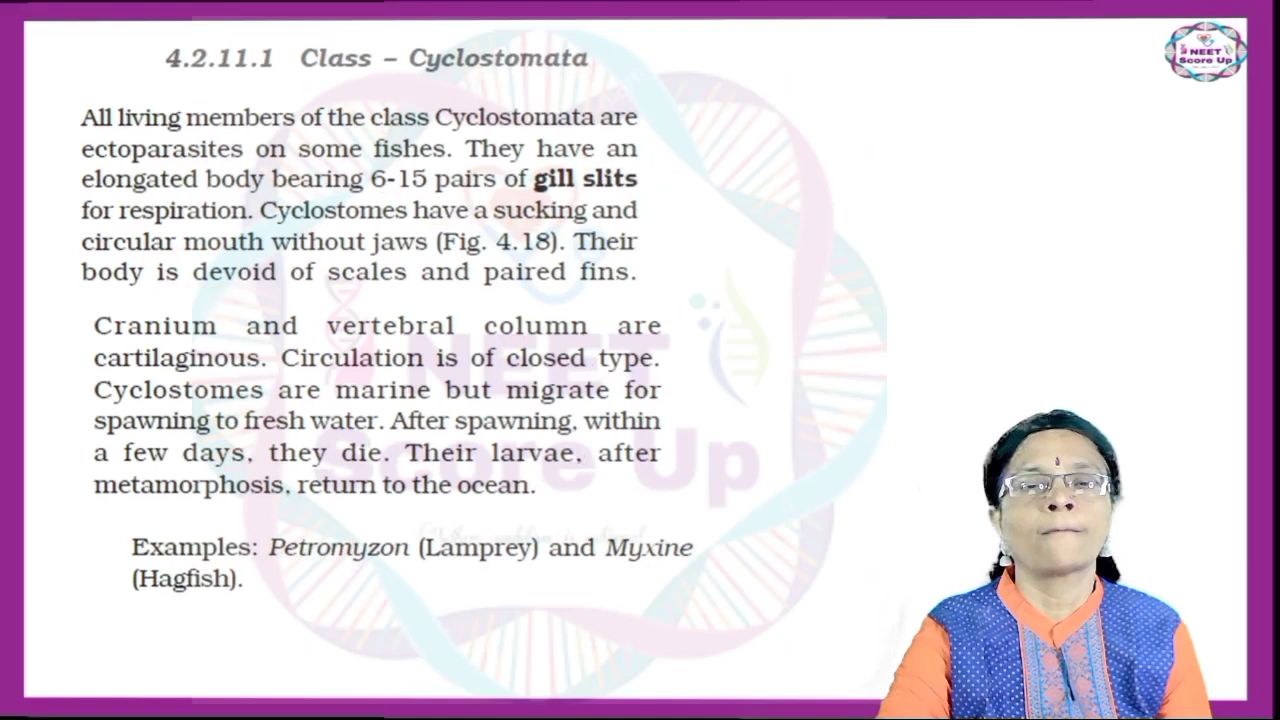 4.2.11.1 Class – Cyclostomata
NEET
Score Up
All living members of the class Cyclostomata are
ectoparasites on some fishes. They have an
elongated body bearing 6-15 pairs of gill slits
for respiration. Cyclostomes have a sucking and
circular mouth without jaws (Fig. 4.18). Their
body is devoid of scales and paired fins.
Cranium and vertebral column are
cartilaginous. Circulation is of closed type.
Cyclostomes are marine but migrate for
spawning to fresh water. After spawning, within
a few days, they die. Their larvae, after
metamorphosis, return to the ocean.
Examples: Petromyzon (Lamprey) and Myxine
(Hagfish).
NEET
Score Up